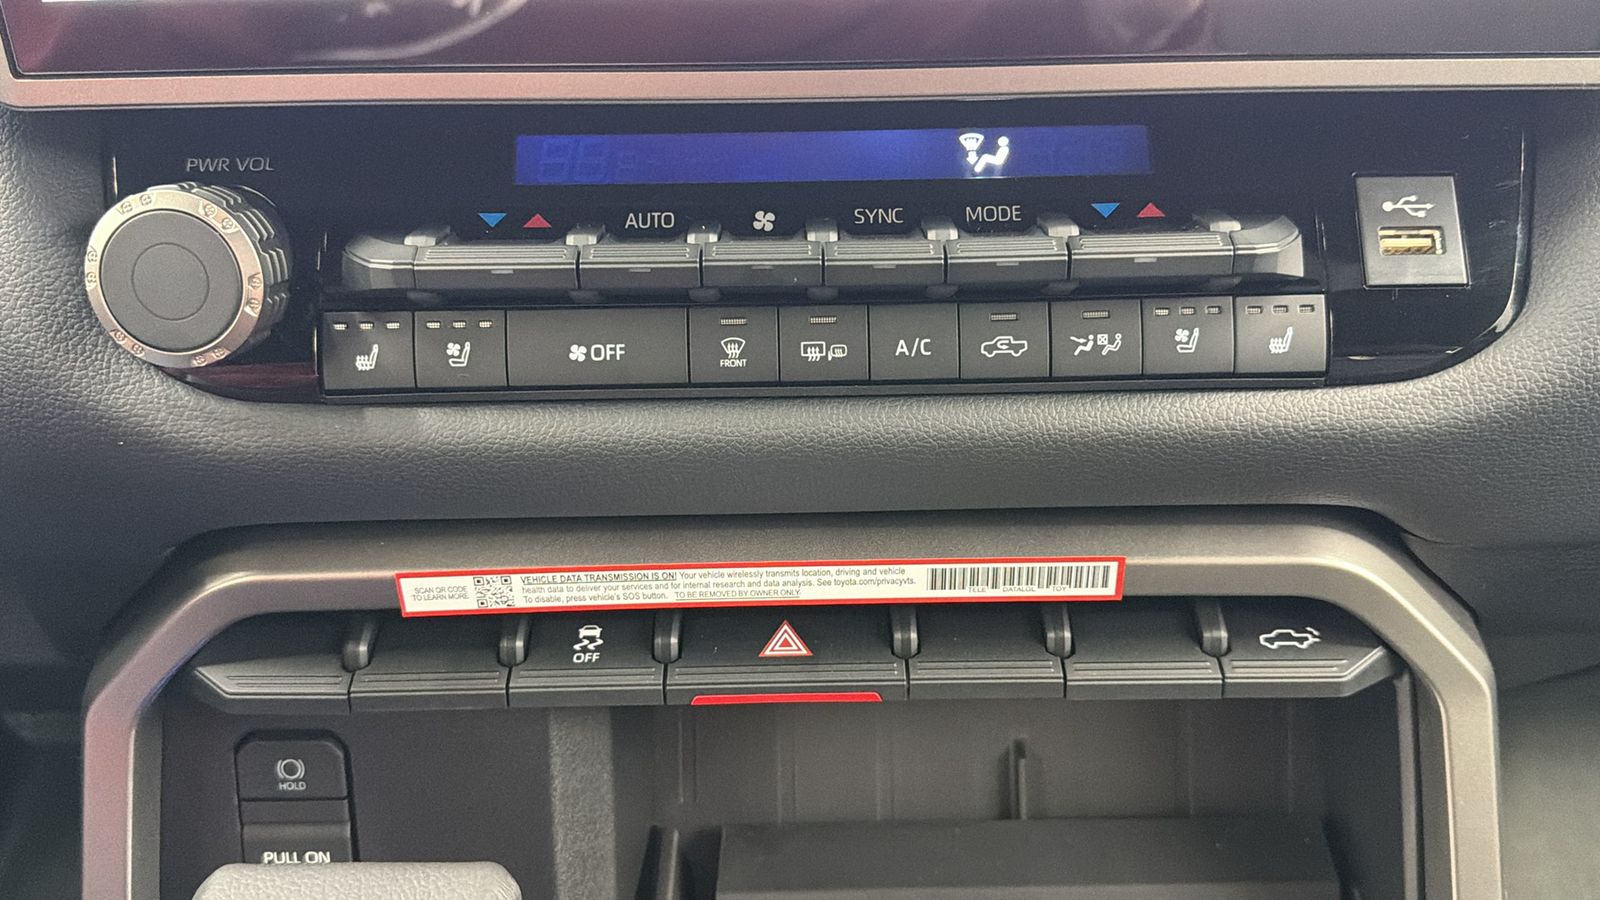 PWR VOL
AUTO
SYNC
MODE
OFF
FRONT
A/C
SCAN QR CODE
TO LEARN MORE
VEHICLE DATA TRANSMISSION IS ON! Your vehicle wirelessly transmits location, driving and vehicle
health data to deliver your services and for internal research and data analysis. See toyota.com/privacyvts.
To disable, press vehicle's SOS button. TO BE REMOVED BY OWNER ONLY.
TELE DATALGL TOY
OFF
HOLD
PULL ON